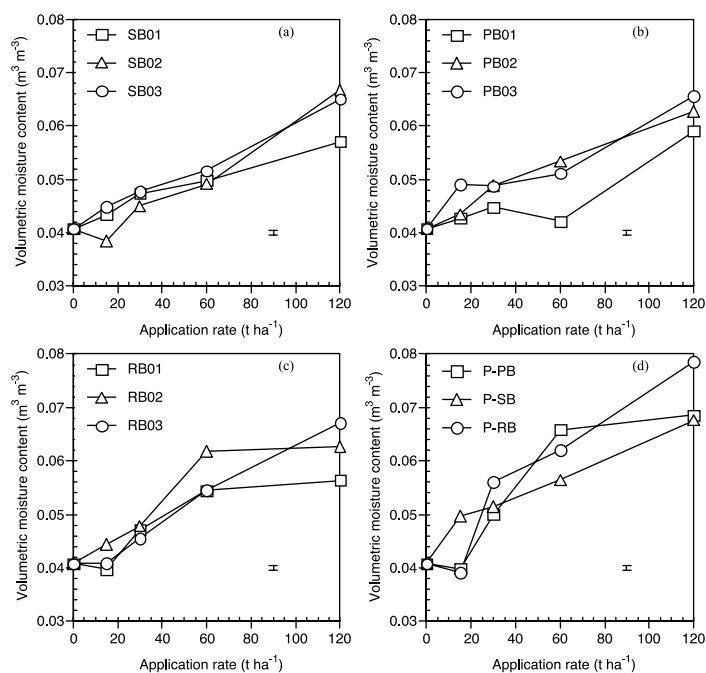 (a)
SB01
SB02
SB03
Volumetric moisture content (m³ m⁻³)
0.08
0.07
0.06
0.05
0.04
0.03
0 20 40 60 80 100 120
Application rate (t ha⁻¹)
(b)
PB01
PB02
PB03
Volumetric moisture content (m³ m⁻³)
0.08
0.07
0.06
0.05
0.04
0.03
0 20 40 60 80 100 120
Application rate (t ha⁻¹)
(c)
RB01
RB02
RB03
Volumetric moisture content (m³ m⁻³)
0.08
0.07
0.06
0.05
0.04
0.03
0 20 40 60 80 100 120
Application rate (t ha⁻¹)
(d)
P-PB
P-SB
P-RB
Volumetric moisture content (m³ m⁻³)
0.08
0.07
0.06
0.05
0.04
0.03
0 20 40 60 80 100 120
Application rate (t ha⁻¹)